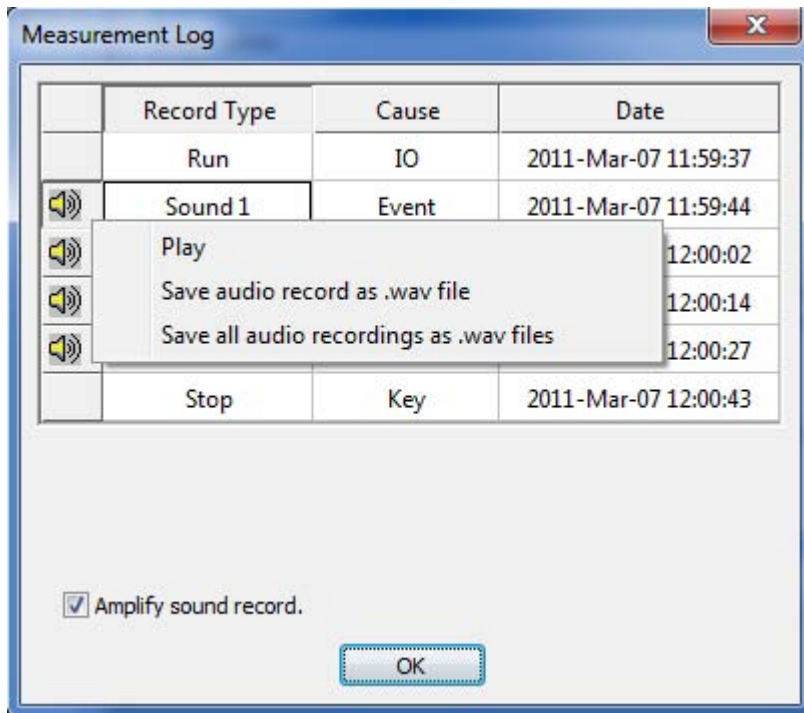 Measurement Log
Record Type Cause Date
Run IO 2011-Mar-07 11:59:37
Sound 1 Event 2011-Mar-07 11:59:44
Play 12:00:02
Save audio record as .wav file 12:00:14
Save all audio recordings as .wav files 12:00:27
Stop Key 2011-Mar-07 12:00:43
Amplify sound record.
OK